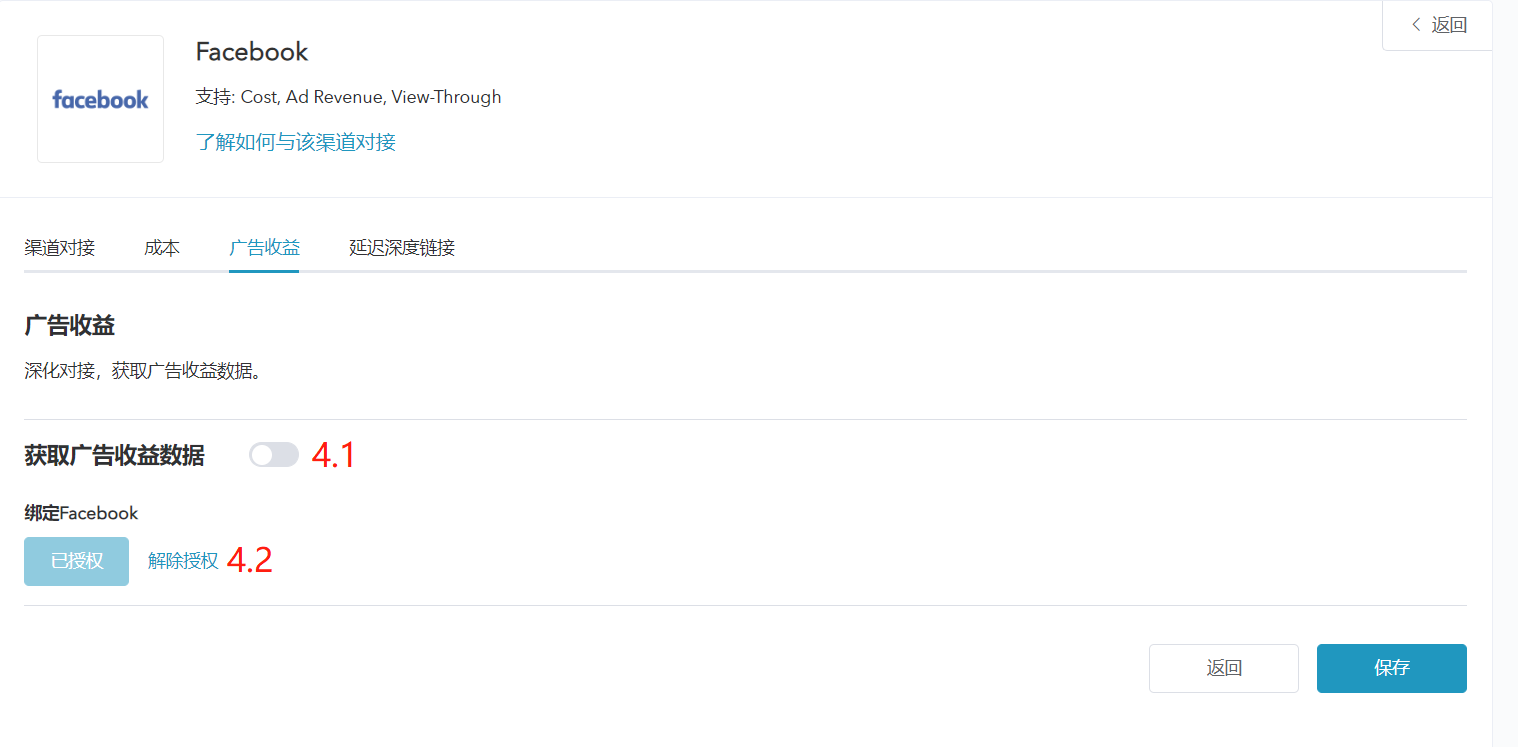 返回
facebook
Facebook
支持: Cost, Ad Revenue, View-Through
了解如何与该渠道对接
渠道对接 成本 广告收益 延迟深度链接
广告收益
深化对接，获取广告收益数据。
获取广告收益数据 4.1
绑定Facebook
已授权 解除授权 4.2
返回 保存